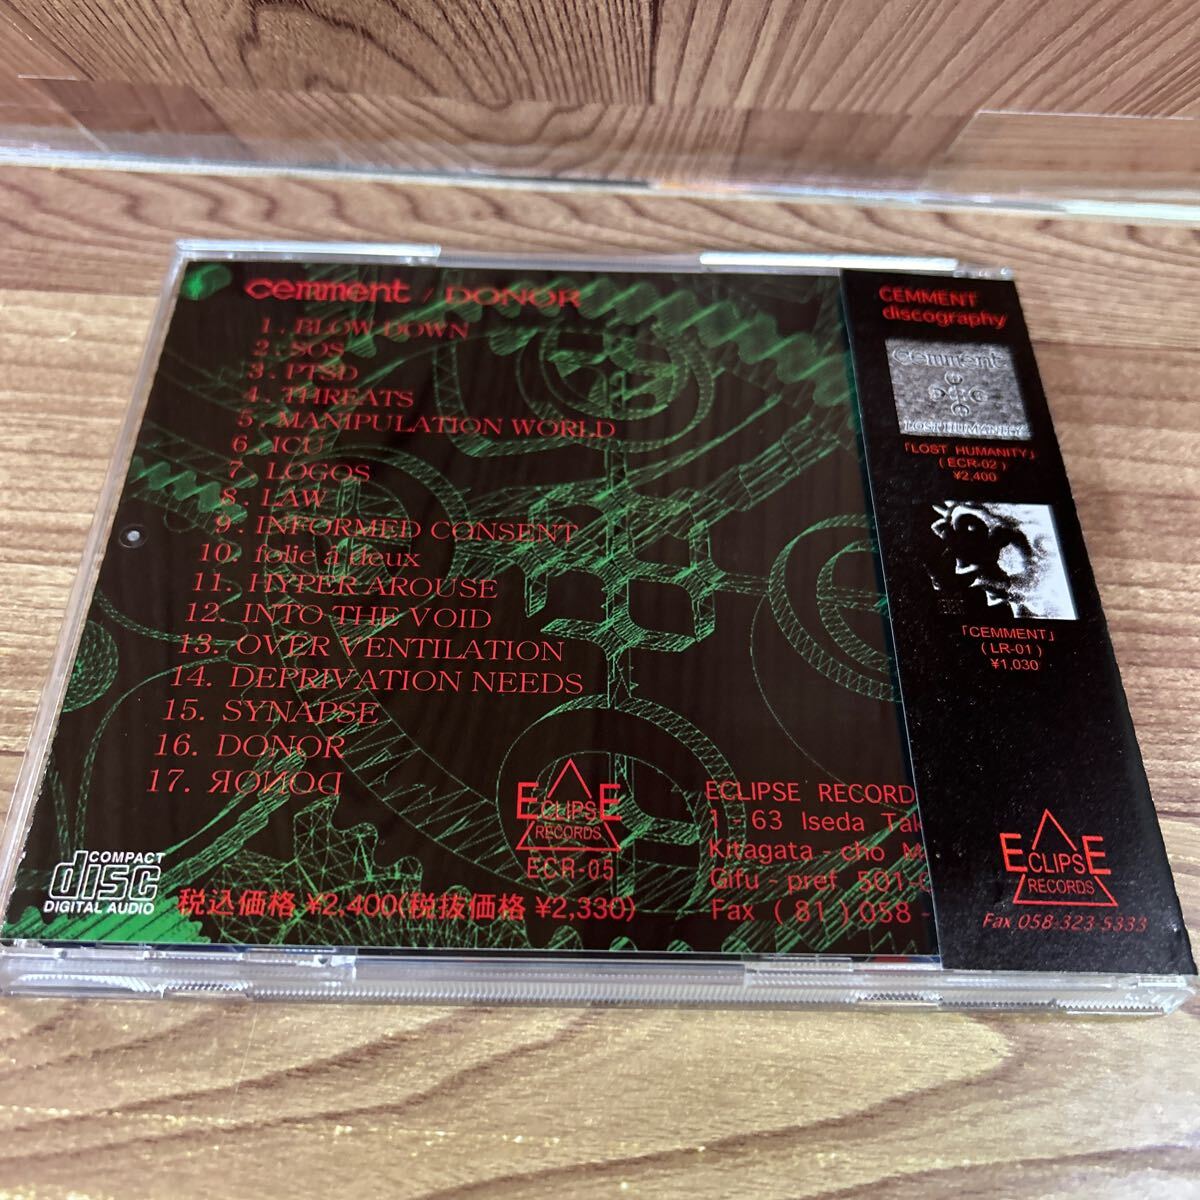 cemment / DONOR
1. BLOW DOWN
2. SOS
3. PTSD
4. THREATS
5. MANIPULATION WORLD
6. ICU
7. LOGOS
8. LAW
9. INFORMED CONSENT
10. folie à deux
11. HYPER AROUSE
12. INTO THE VOID
13. OVER VENTILATION
14. DEPRIVATION NEEDS
15. SYNAPSE
16. DONOR
17. ЯOИOD
COMPACT
disc
DIGITAL AUDIO
税込価格 ¥2,400(税抜価格 ¥2,330)
ECLIPSE
RECORDS
ECR-05
ECLIPSE RECORD
1 - 63 Iseda Tak
Kitagata - cho M
Gifu - pref 501-
Fax ( 81 ) 058 -
CEMMENT
discography
cemment
LOST HUMANITY
「LOST HUMANITY」
( ECR-02 )
¥2,400
「CEMMENT」
( LR-01 )
¥1,030
ECLIPSE
RECORDS
Fax 058-323-5333